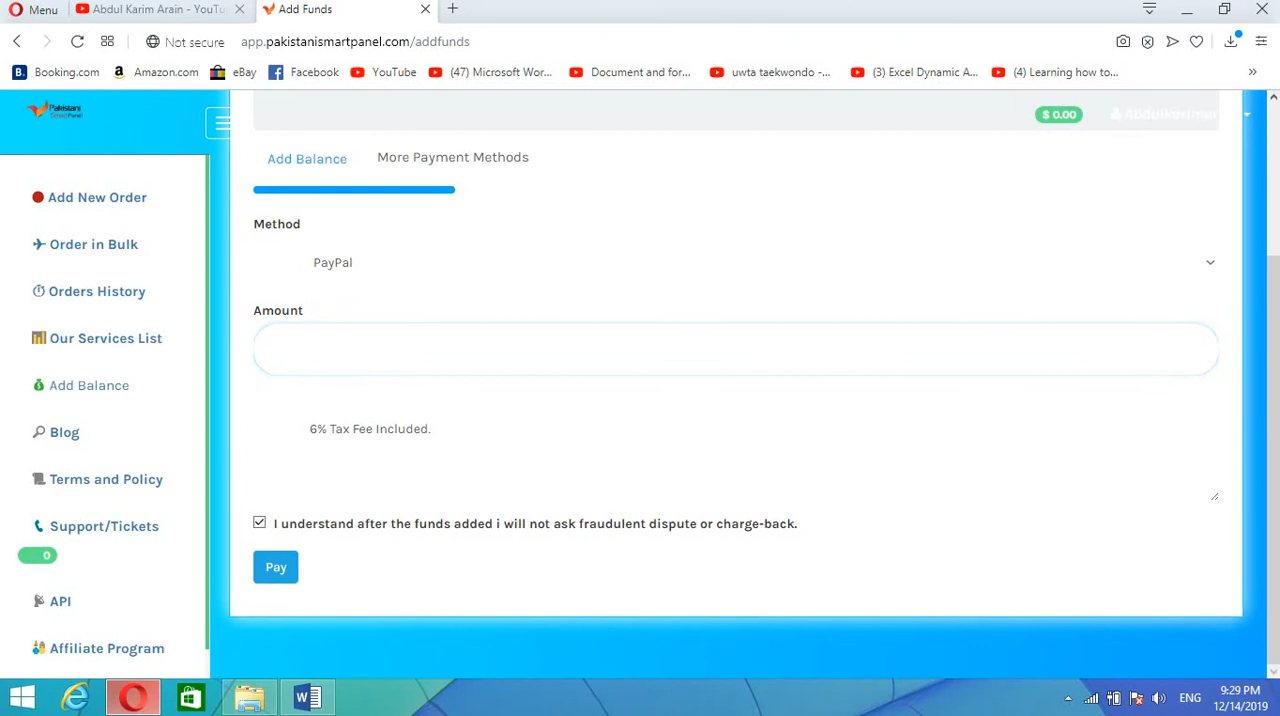 Menu
Abdul Karim Arain - YouTu
Add Funds
Not secure
app.pakistanismartpanel.com/addfunds
Booking.com
Amazon.com
eBay
Facebook
YouTube
(47) Microsoft Wor...
Document and for...
uwta taekwondo -...
(3) Excel Dynamic A...
(4) Learning how to...
Pakistani
Smart Panel
$ 0.00
Abdulkarimar
Add Balance
More Payment Methods
Add New Order
Order in Bulk
Orders History
Our Services List
Add Balance
Blog
Terms and Policy
Support/Tickets
0
API
Affiliate Program
Method
PayPal
Amount
6% Tax Fee Included.
I understand after the funds added i will not ask fraudulent dispute or charge-back.
Pay
ENG
9:29 PM
12/14/2019